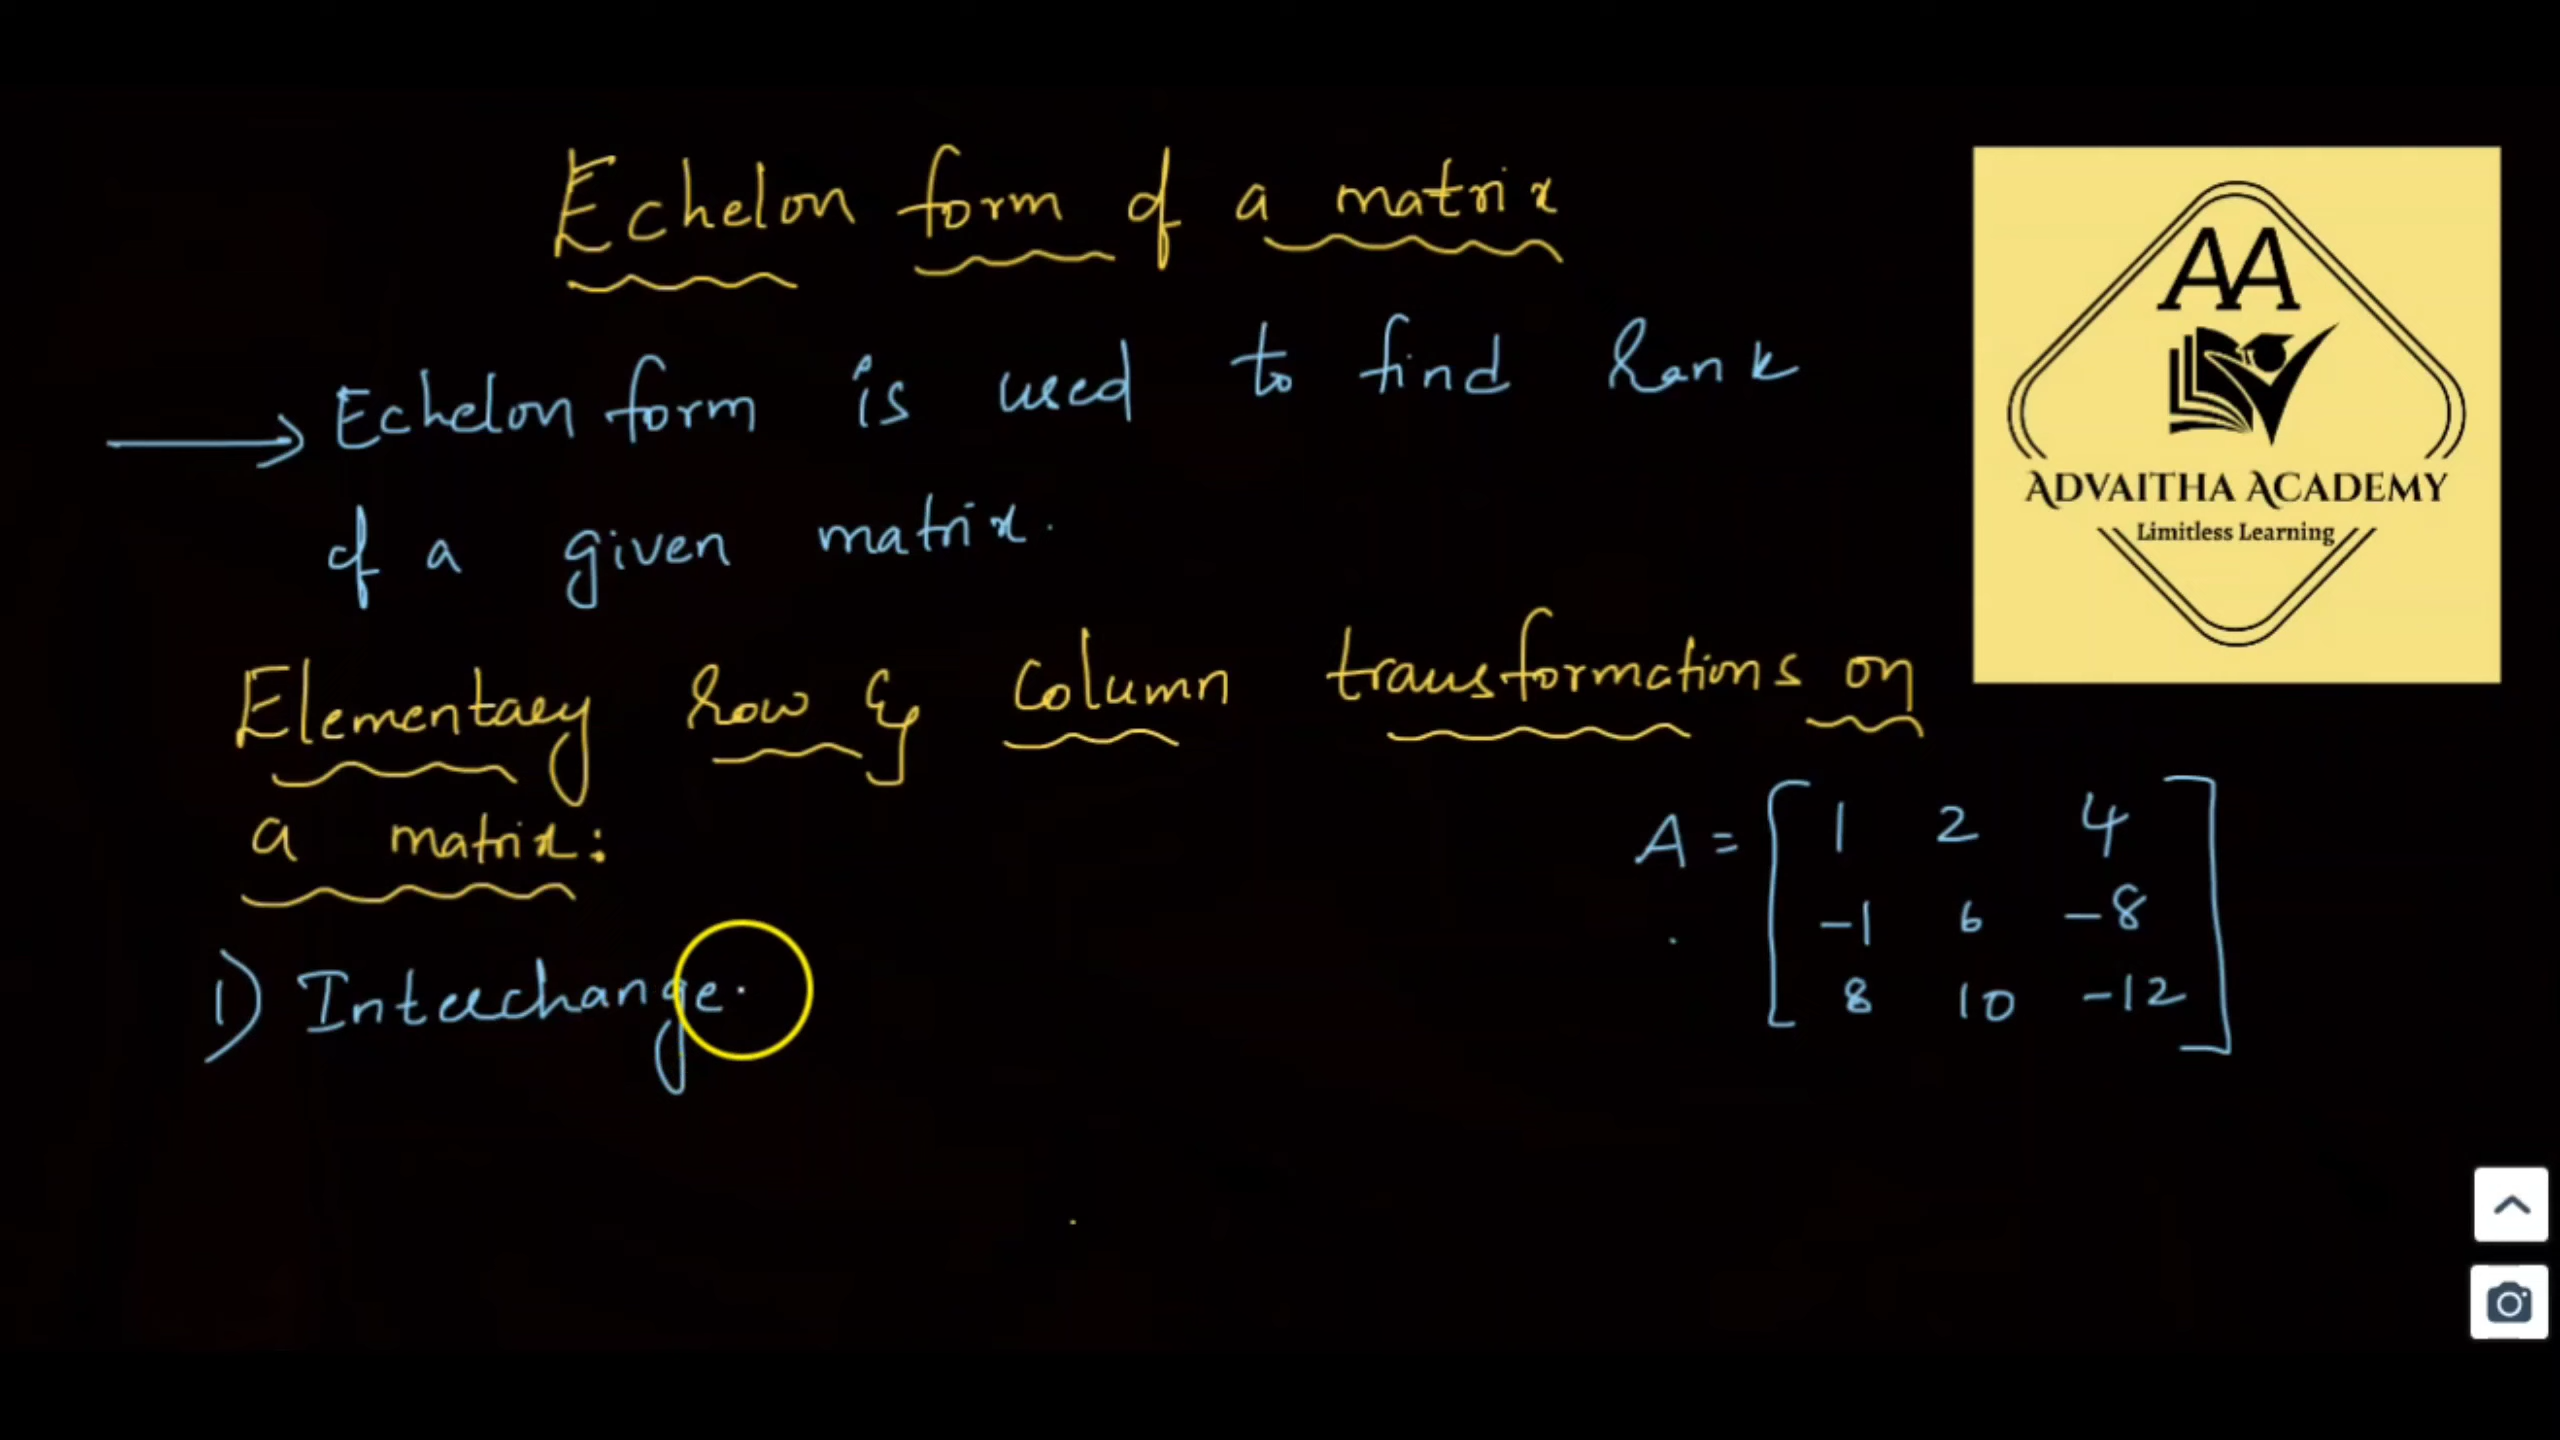 Echelon form of a matrix
AA
→ Echelon form is used to find Rank
ADVAITHA ACADEMY
Limitless Learning
of a given matrix.
Elementary Row & Column transformations on
a matrix:
A = [ 1 2 4
-1 6 -8
8 10 -12 ]
1) Interchange